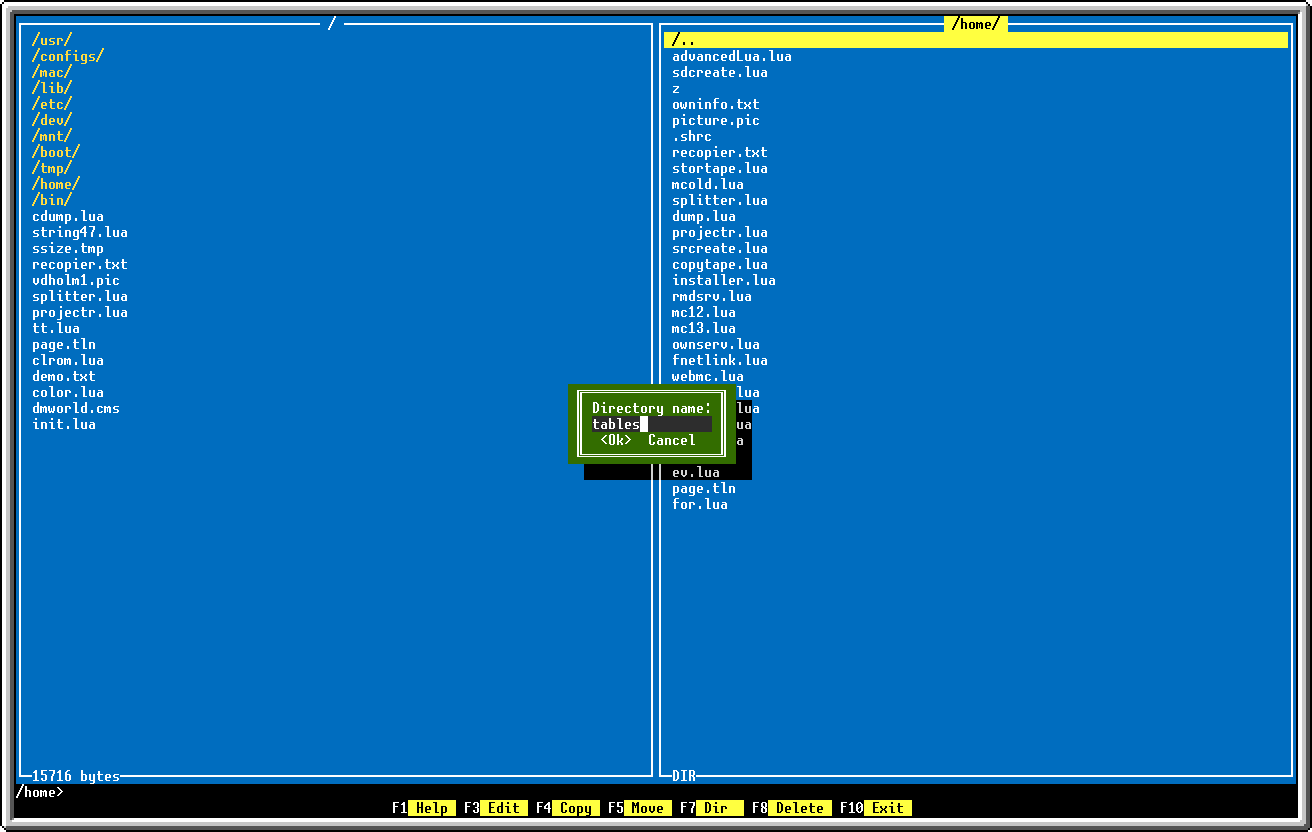 /
/usr/
/configs/
/mac/
/lib/
/etc/
/dev/
/mnt/
/boot/
/tmp/
/home/
/bin/
cdump.lua
string47.lua
ssize.tmp
recopier.txt
vdholm1.pic
splitter.lua
projectr.lua
tt.lua
page.tln
clrom.lua
demo.txt
color.lua
dmworld.cms
init.lua
15716 bytes
/home/
/..
advancedLua.lua
sdcreate.lua
z
owninfo.txt
picture.pic
.shrc
recopier.txt
stortape.lua
mcold.lua
splitter.lua
dump.lua
projectr.lua
srcreate.lua
copytape.lua
installer.lua
rmdsrv.lua
mc12.lua
mc13.lua
ownserv.lua
fnetlink.lua
webmc.lua
lua
lua
ua
a
ev.lua
page.tln
for.lua
DIR
Directory name:
tables
<Ok> Cancel
/home>
F1 Help F3 Edit F4 Copy F5 Move F7 Dir F8 Delete F10 Exit